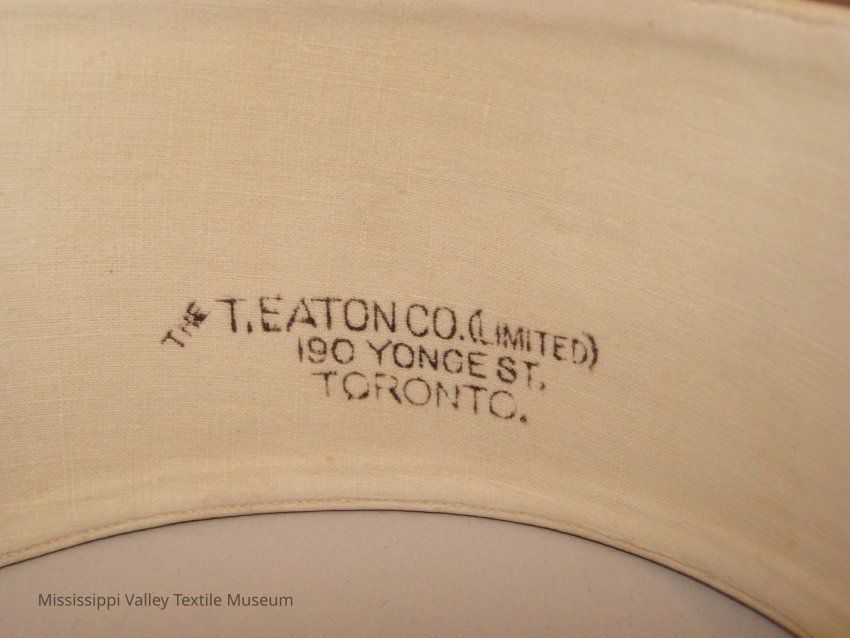 THE T. EATON CO. (LIMITED)
190 YONGE ST.
TORONTO.
Mississippi Valley Textile Museum